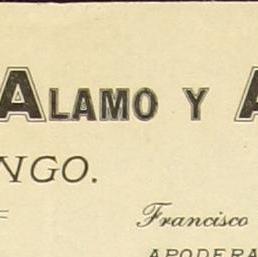 ALAMO Y A
NGO.
Francisco
APODERA